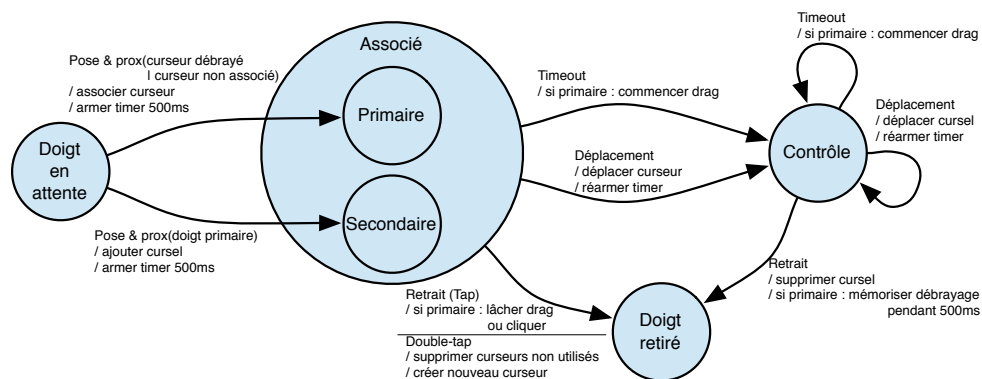 Pose & prox(curseur débrayé
| curseur non associé)
/ associer curseur
/ armer timer 500ms
Doigt
en
attente
Pose & prox(doigt primaire)
/ ajouter cursel
/ armer timer 500ms
Associé
Primaire
Secondaire
Timeout
/ si primaire : commencer drag
Déplacement
/ déplacer curseur
/ réarmer timer
Timeout
/ si primaire : commencer drag
Déplacement
/ déplacer cursel
/ réarmer timer
Contrôle
Retrait
/ supprimer cursel
/ si primaire : mémoriser débrayage
pendant 500ms
Retrait (Tap)
/ si primaire : lâcher drag
ou cliquer
Double-tap
/ supprimer curseurs non utilisés
/ créer nouveau curseur
Doigt
retiré